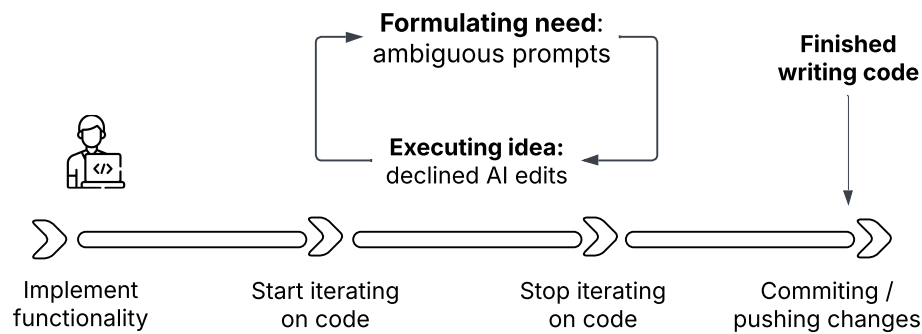 Formulating need:
ambiguous prompts
Finished
writing code
Executing idea:
declined AI edits
</>
Implement
functionality
Start iterating
on code
Stop iterating
on code
Commiting /
pushing changes